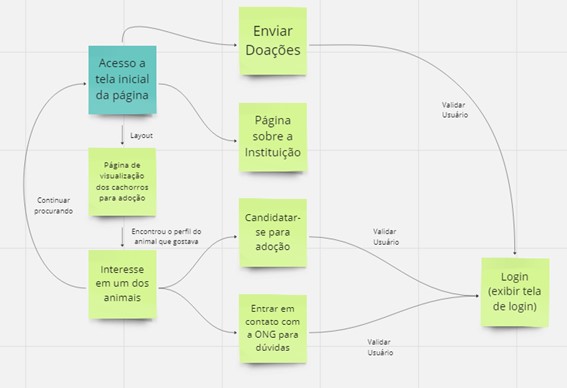 Enviar
Doações
Acesso a
tela inicial
da página
Layout
Página
sobre a
Instituição
Validar
Usuário
Página de
visualização
dos cachorros
para adoção
Continuar
procurando
Encontrou o perfil do
animal que gostava
Candidatar-
se para
adoção
Validar
Usuário
Interesse
em um dos
animais
Login
(exibir tela
de login)
Entrar em
contato com
a ONG para
dúvidas
Validar
Usuário